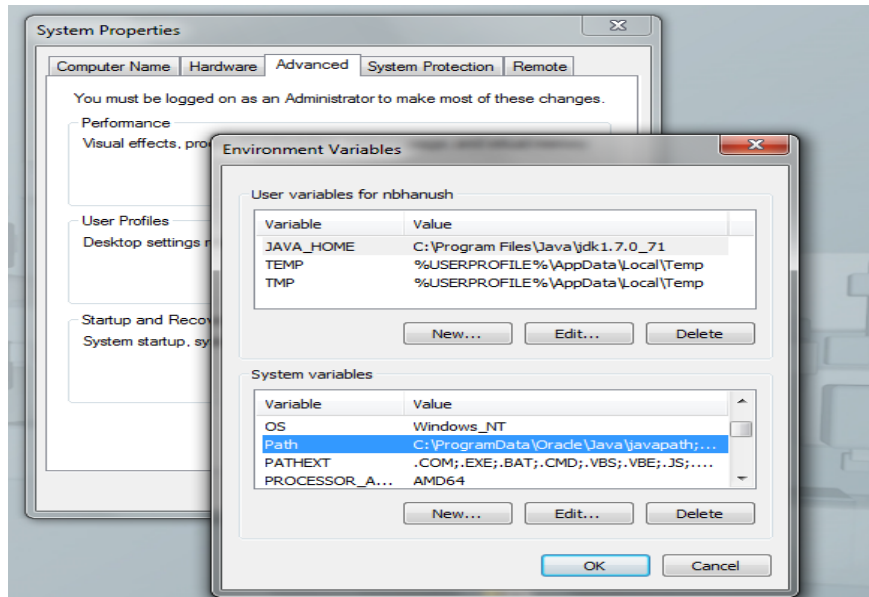 System Properties
Computer Name Hardware Advanced System Protection Remote
You must be logged on as an Administrator to make most of these changes.
Performance
Visual effects, pro
Environment Variables
User variables for nbhanush
Variable Value
JAVA_HOME C:\Program Files\Java\jdk1.7.0_71
TEMP %USERPROFILE%\AppData\Local\Temp
TMP %USERPROFILE%\AppData\Local\Temp
New... Edit... Delete
User Profiles
Desktop settings r
Startup and Recov
System startup, sy
System variables
Variable Value
OS Windows_NT
Path C:\ProgramData\Oracle\Java\javapath;...
PATHEXT .COM;.EXE;.BAT;.CMD;.VBS;.VBE;.JS;....
PROCESSOR_A... AMD64
New... Edit... Delete
OK Cancel